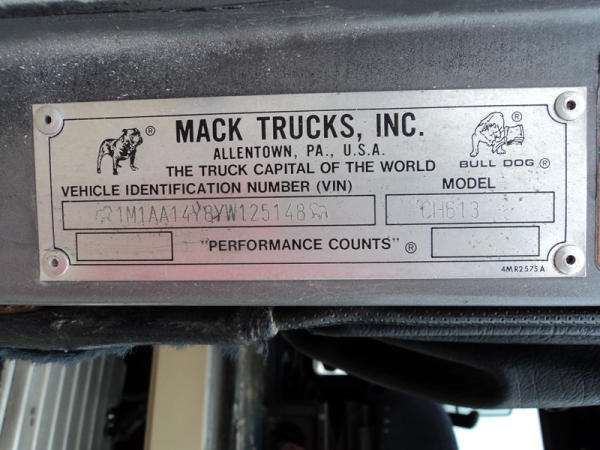 MACK TRUCKS, INC.
ALLENTOWN, PA., U.S.A.
THE TRUCK CAPITAL OF THE WORLD
BULL DOG ®
VEHICLE IDENTIFICATION NUMBER (VIN)
MODEL
1M1AA14Y8YW125148
CH613
"PERFORMANCE COUNTS" ®
4MR2575A